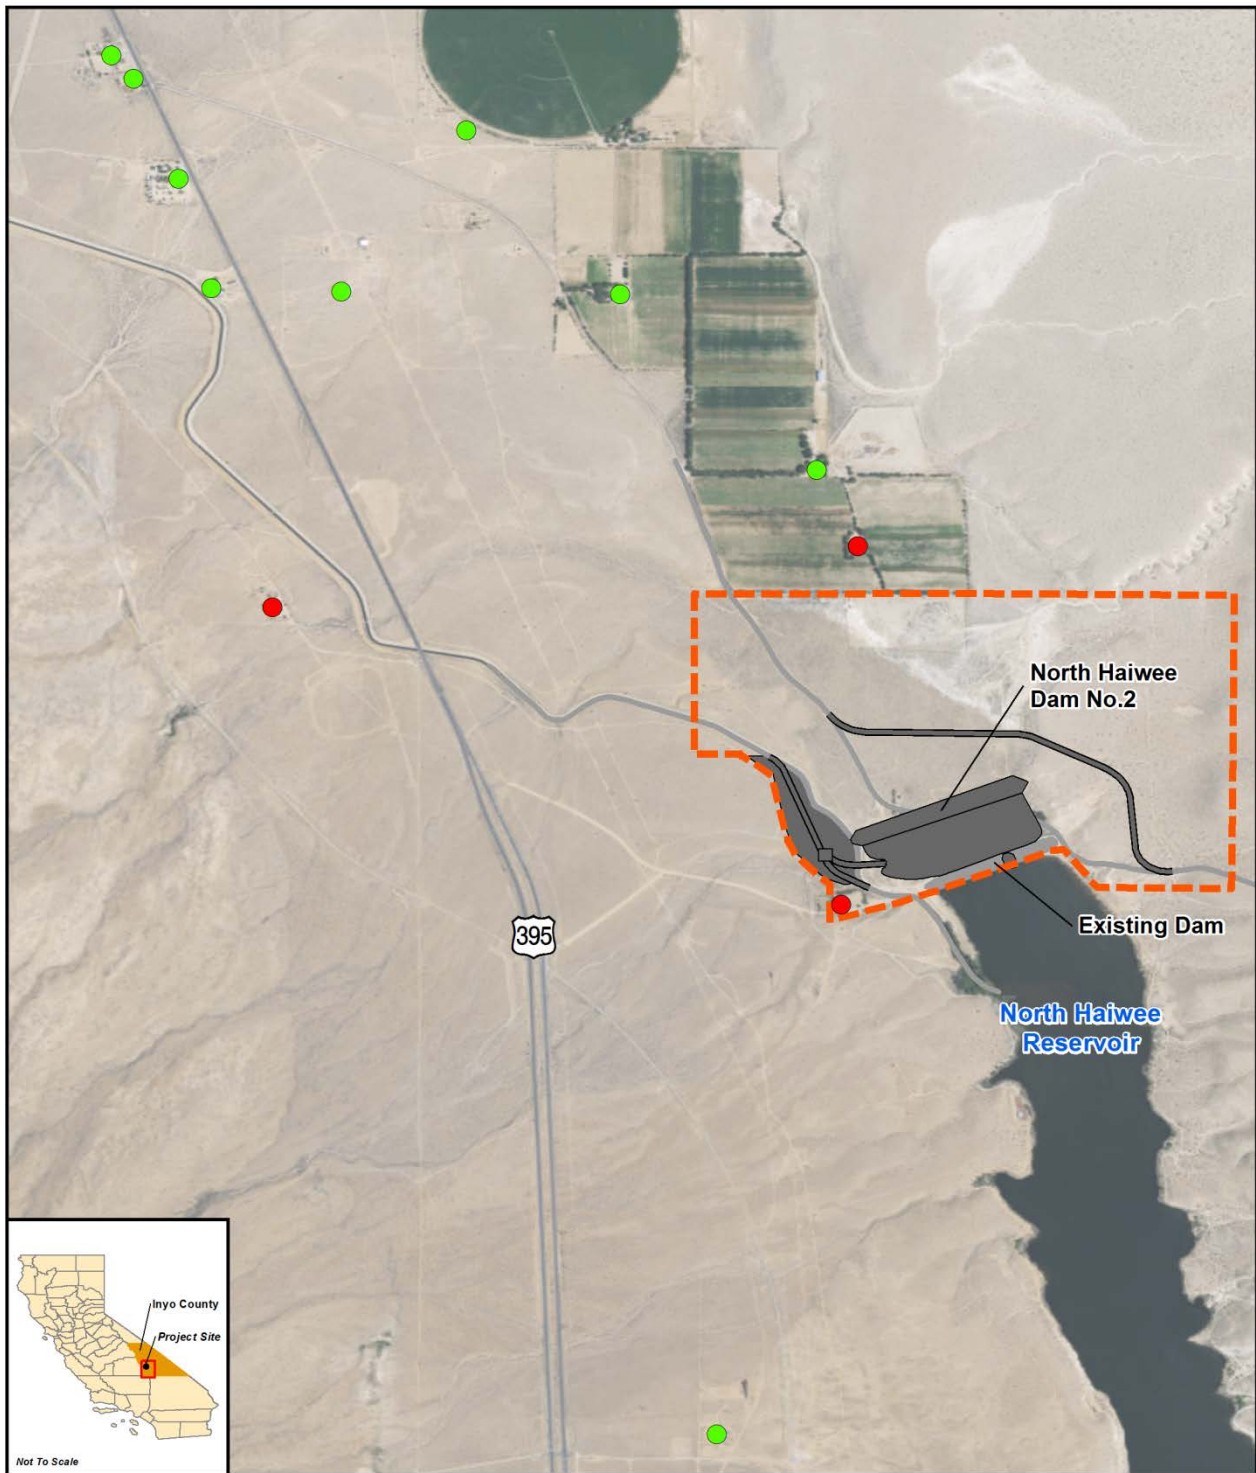 North Haiwee
Dam No.2
395
Existing Dam
North Haiwee
Reservoir
Inyo County
Project Site
Not To Scale